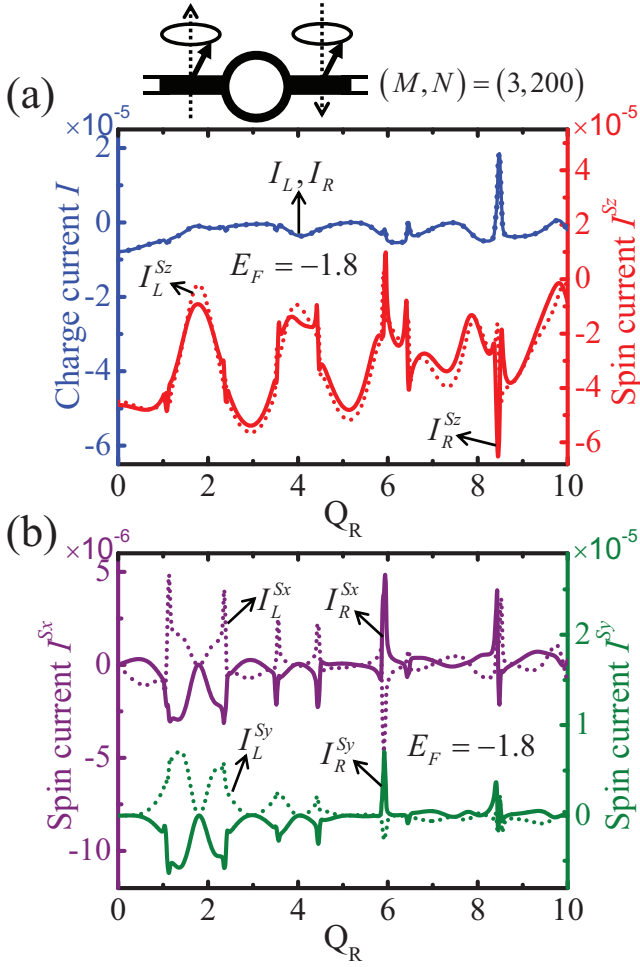 (M,N)=(3,200)
(a)
×10⁻⁵
×10⁻⁵
2
0
-2
-4
-6
Charge current I
4
2
0
-2
-4
-6
Spin current I^{Sz}
I_L, I_R
E_F = −1.8
I_L^{Sz}
I_R^{Sz}
0 2 4 6 8 10
Q_R
(b)
×10⁻⁶
×10⁻⁵
5
0
-5
-10
Spin current I^{Sx}
2
1
0
Spin current I^{Sy}
I_L^{Sx}
I_R^{Sx}
I_L^{Sy}
I_R^{Sy}
E_F = −1.8
0 2 4 6 8 10
Q_R